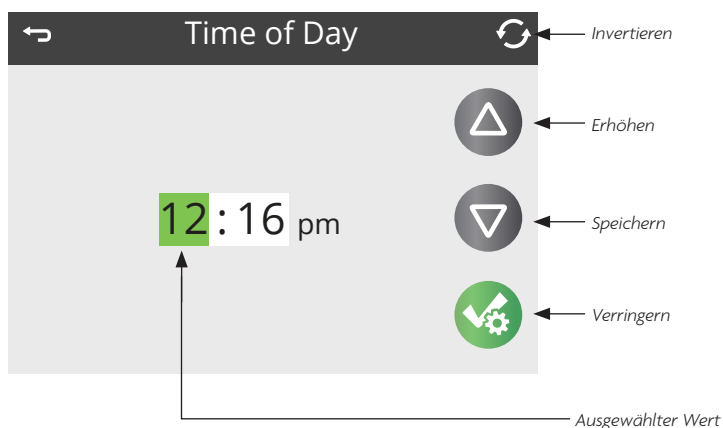 Time of Day
Invertieren
Erhöhen
12 : 16 pm
Speichern
Verringern
Ausgewählter Wert